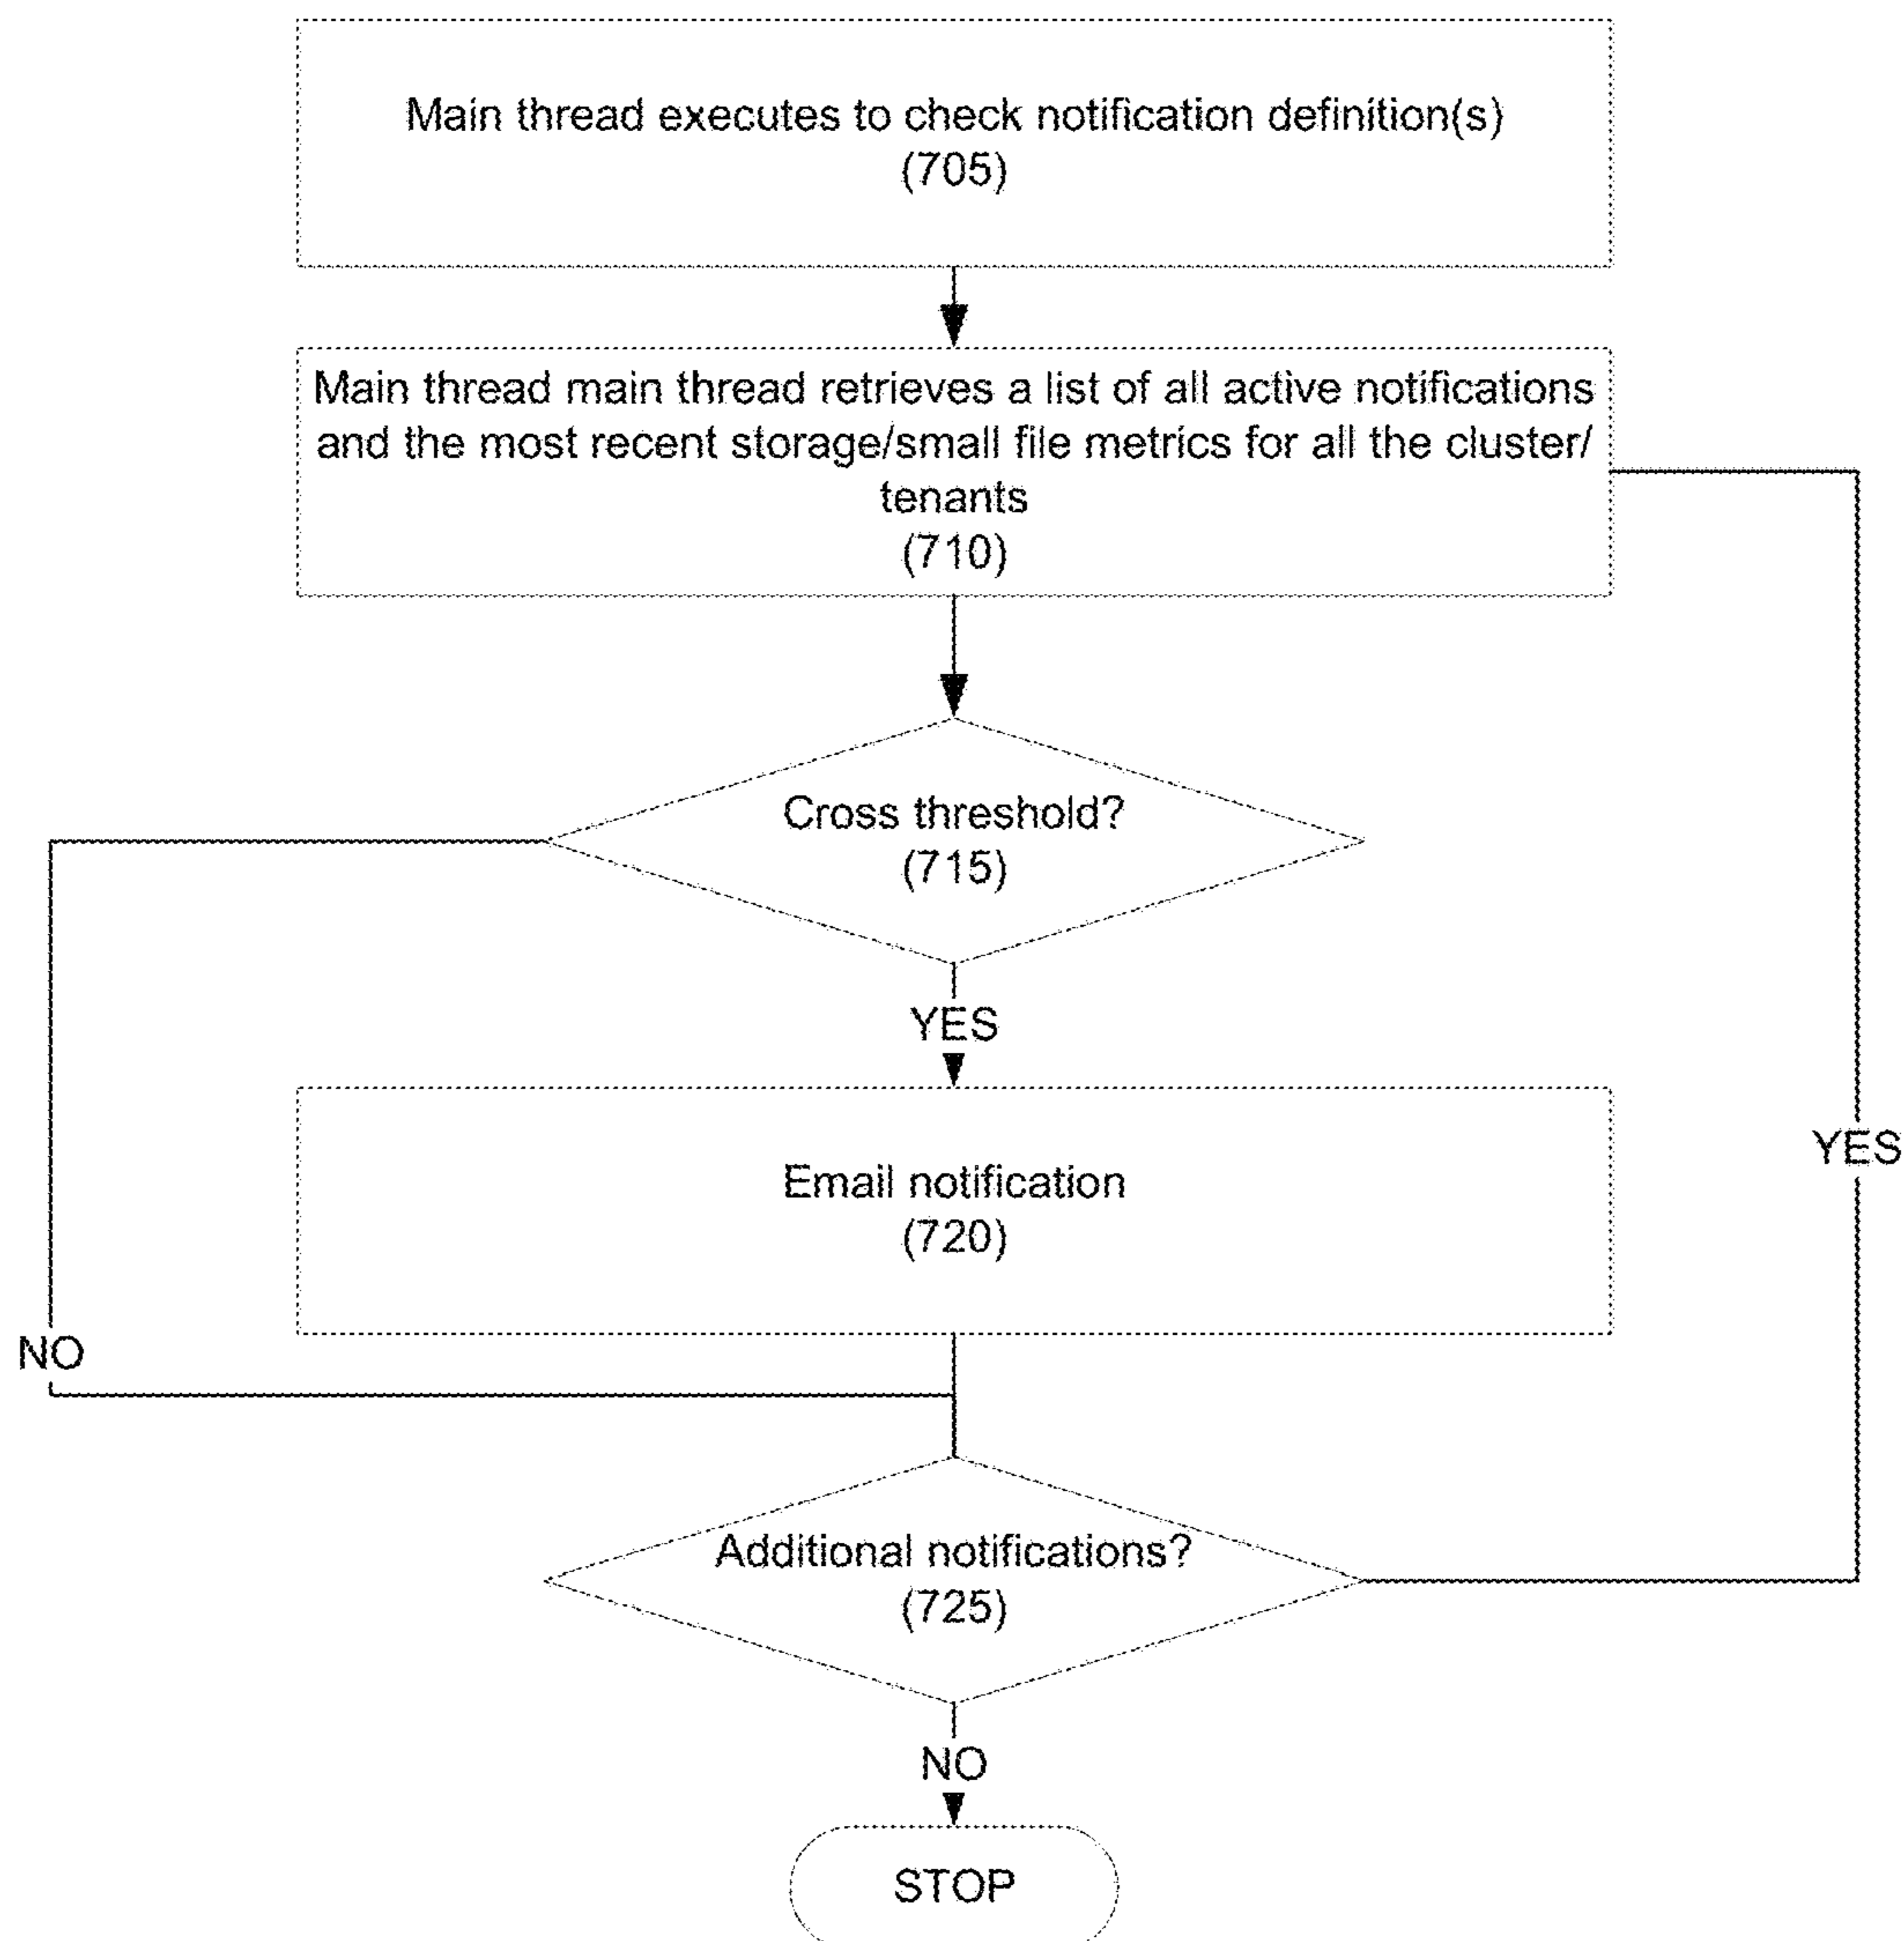 Main thread executes to check notification definition(s)
(705)
Main thread main thread retrieves a list of all active notifications
and the most recent storage/small file metrics for all the cluster/
tenants
(710)
Cross threshold?
(715)
YES
YES
Email notification
(720)
NO
Additional notifications?
(725)
NO
STOP